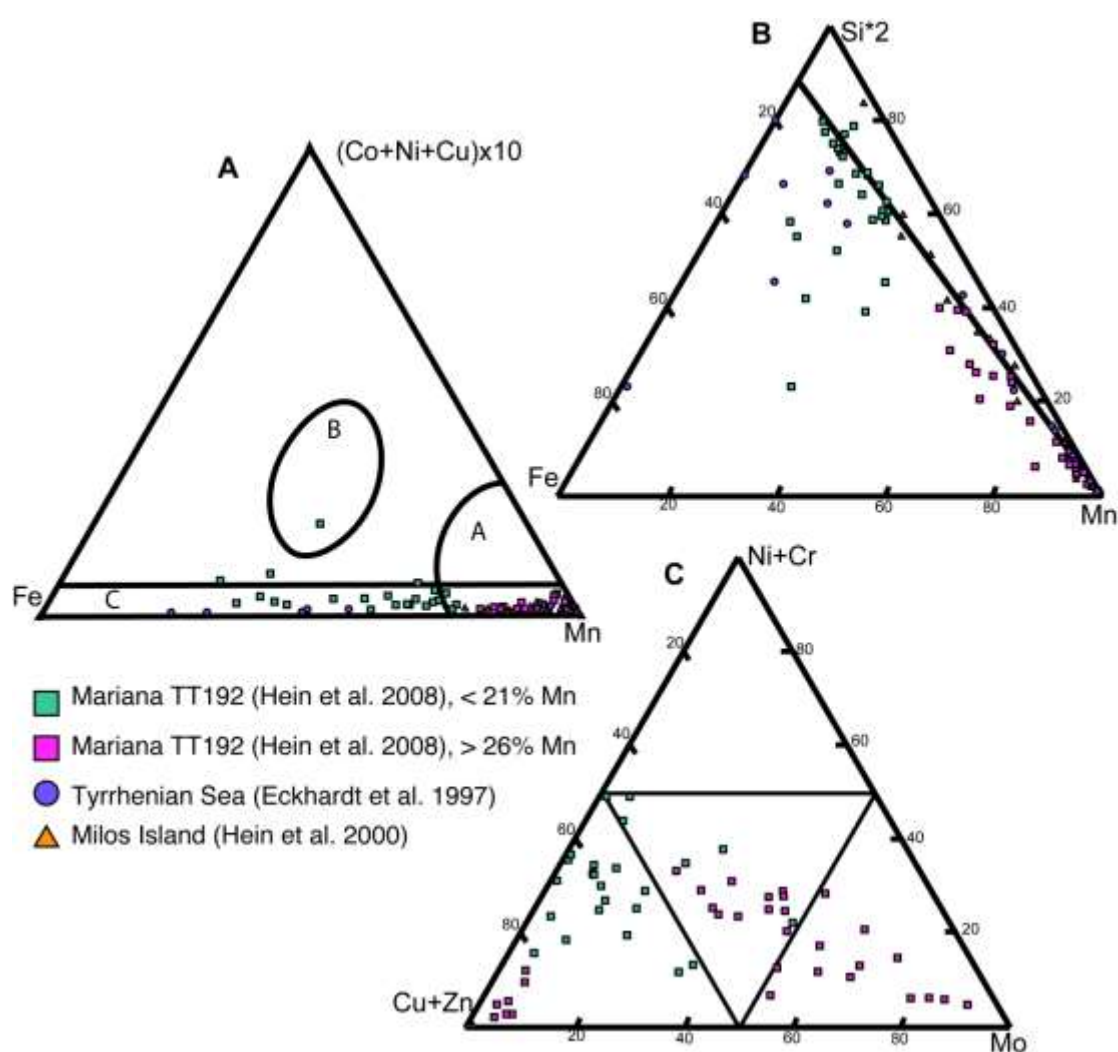 B
Si*2
20
80
A
(Co+Ni+Cu)x10
40
60
60
40
B
80
20
A
Fe
20
40
60
80
Mn
Fe
C
Mn
C
Ni+Cr
20
80
Mariana TT192 (Hein et al. 2008), < 21% Mn
Mariana TT192 (Hein et al. 2008), > 26% Mn
40
60
Tyrrhenian Sea (Eckhardt et al. 1997)
Milos Island (Hein et al. 2000)
60
40
80
20
Cu+Zn
20
40
60
80
Mo